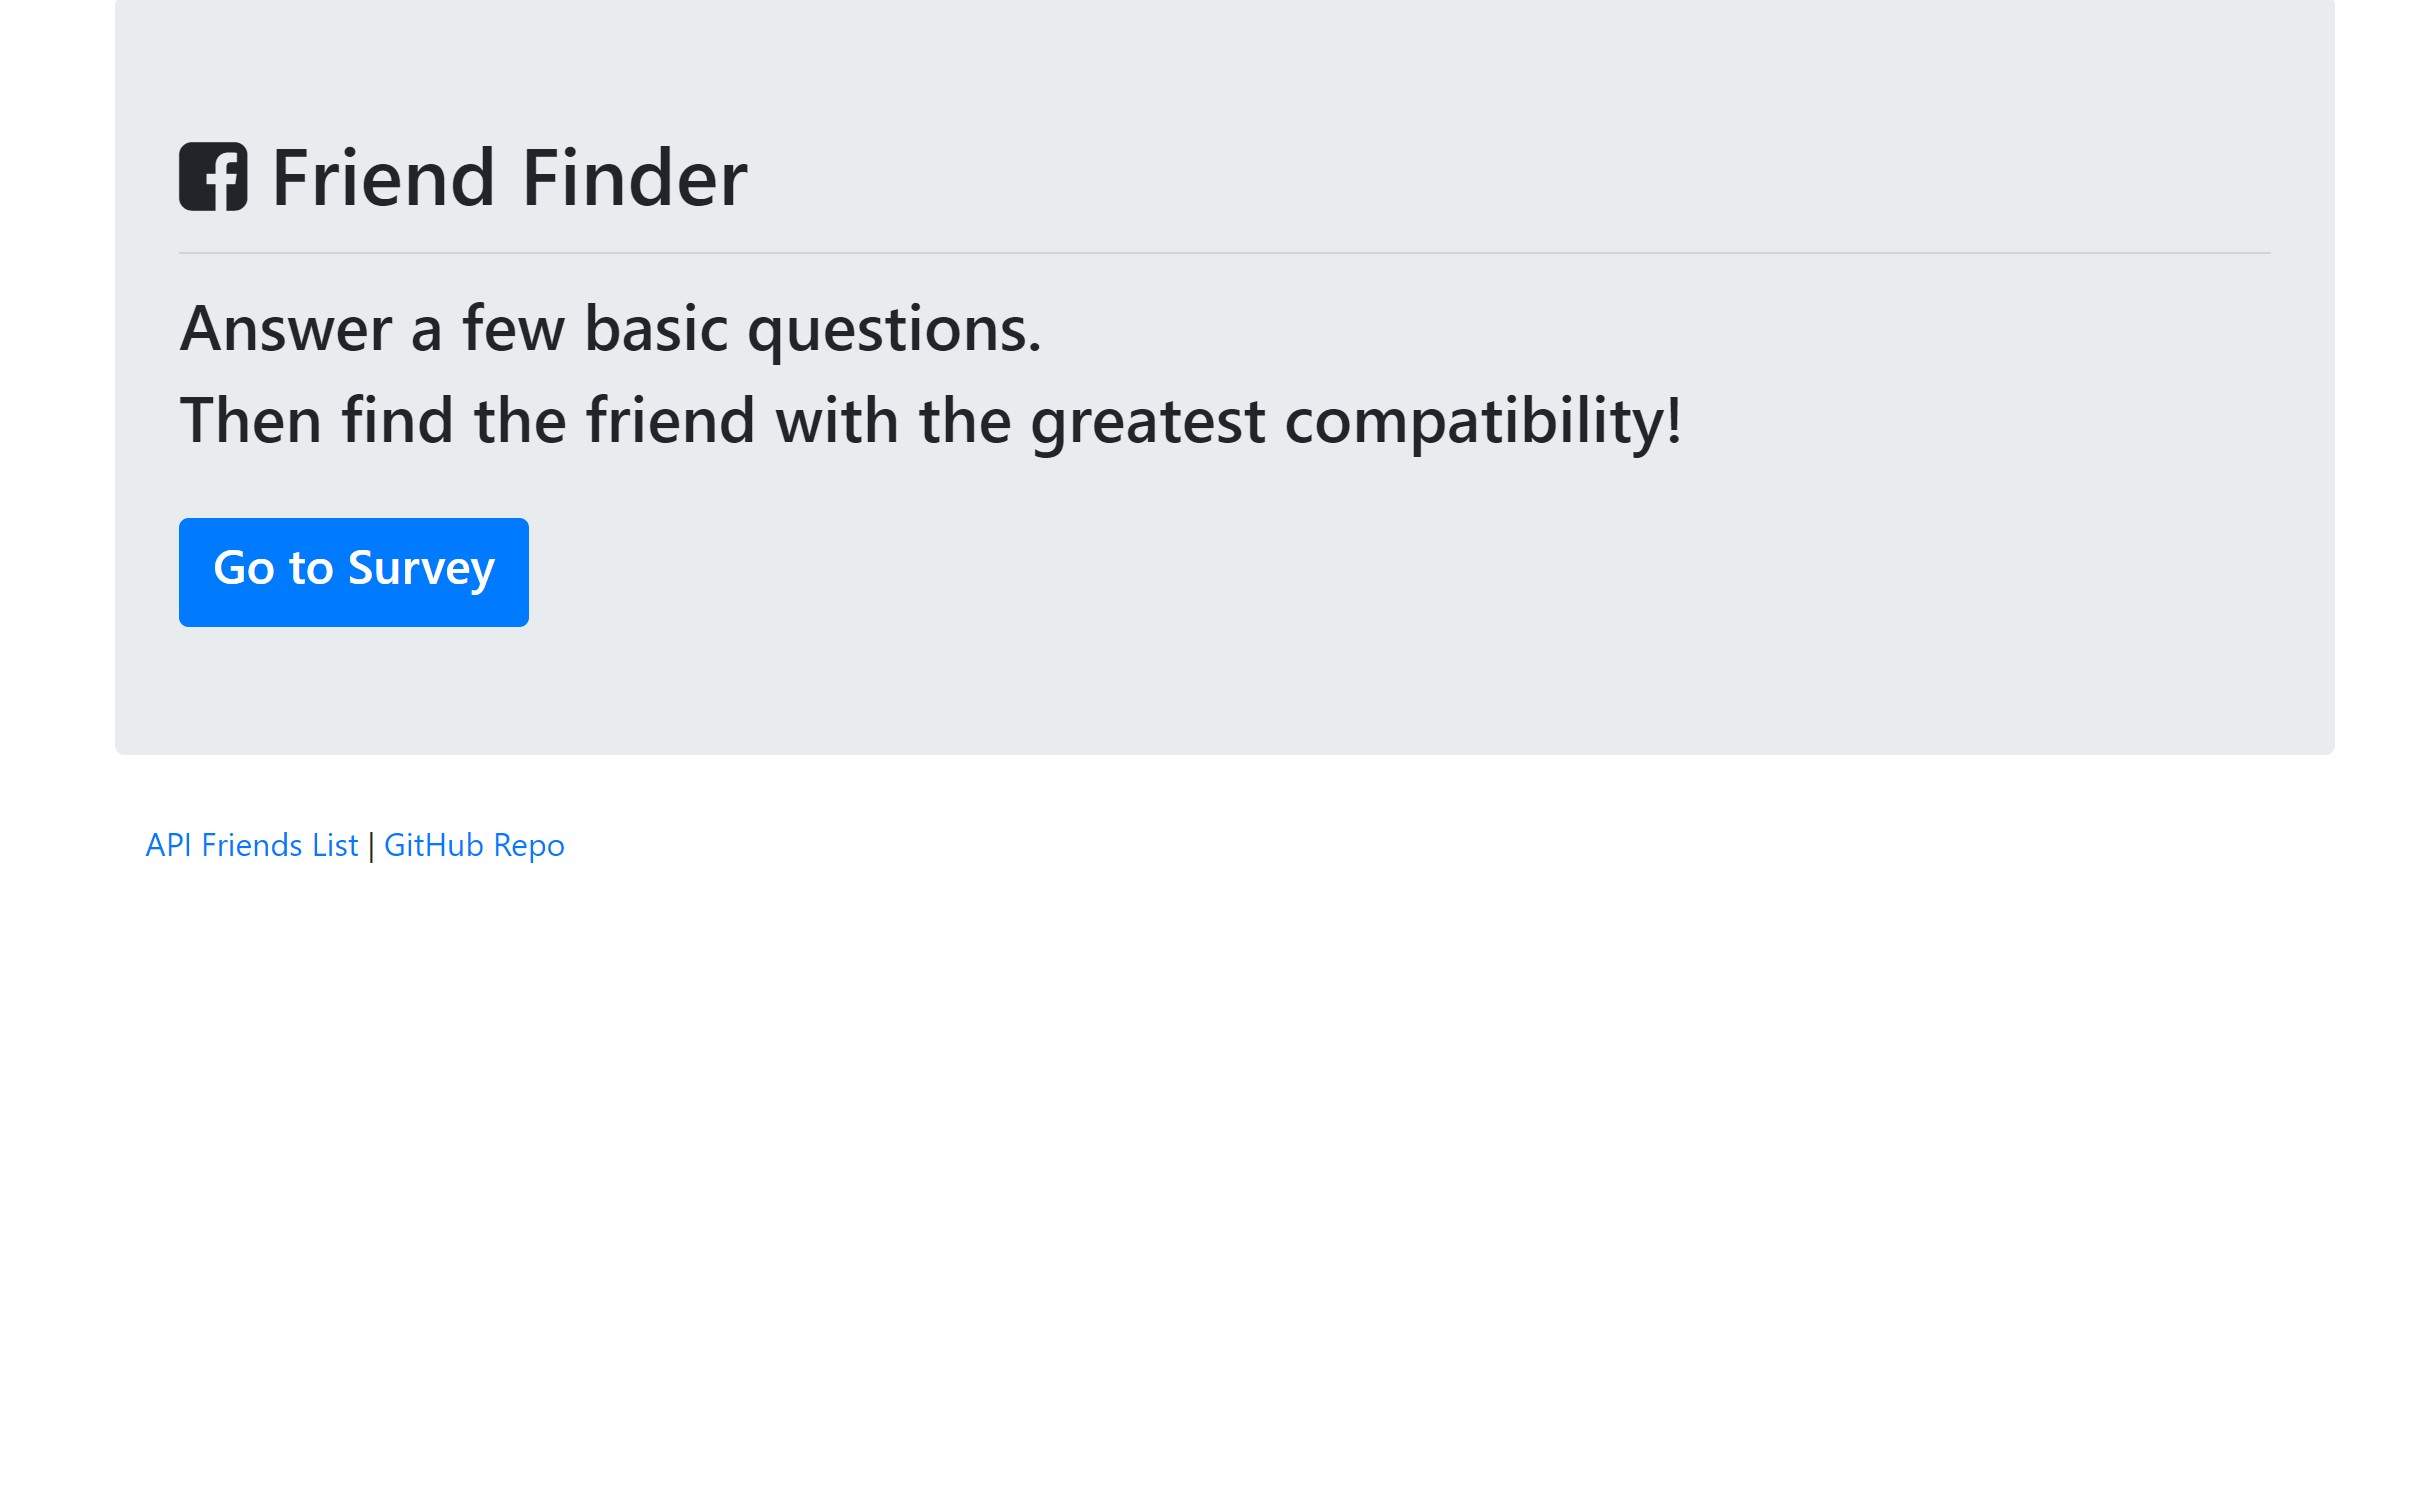 Friend Finder
Answer a few basic questions.
Then find the friend with the greatest compatibility!
Go to Survey
API Friends List | GitHub Repo